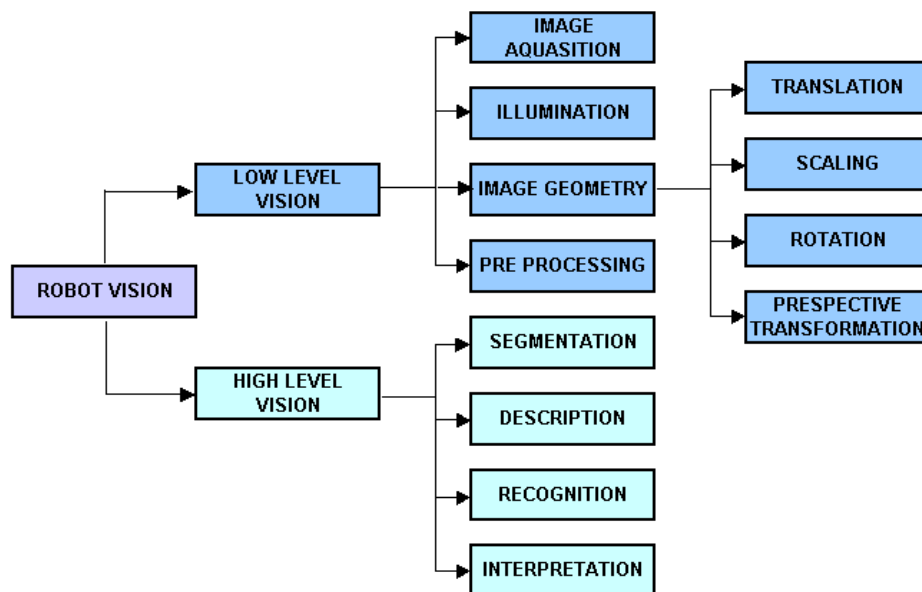 IMAGE
AQUASITION
TRANSLATION
ILLUMINATION
SCALING
LOW LEVEL
VISION
IMAGE GEOMETRY
ROTATION
PRE PROCESSING
ROBOT VISION
PRESPECTIVE
TRANSFORMATION
SEGMENTATION
HIGH LEVEL
VISION
DESCRIPTION
RECOGNITION
INTERPRETATION